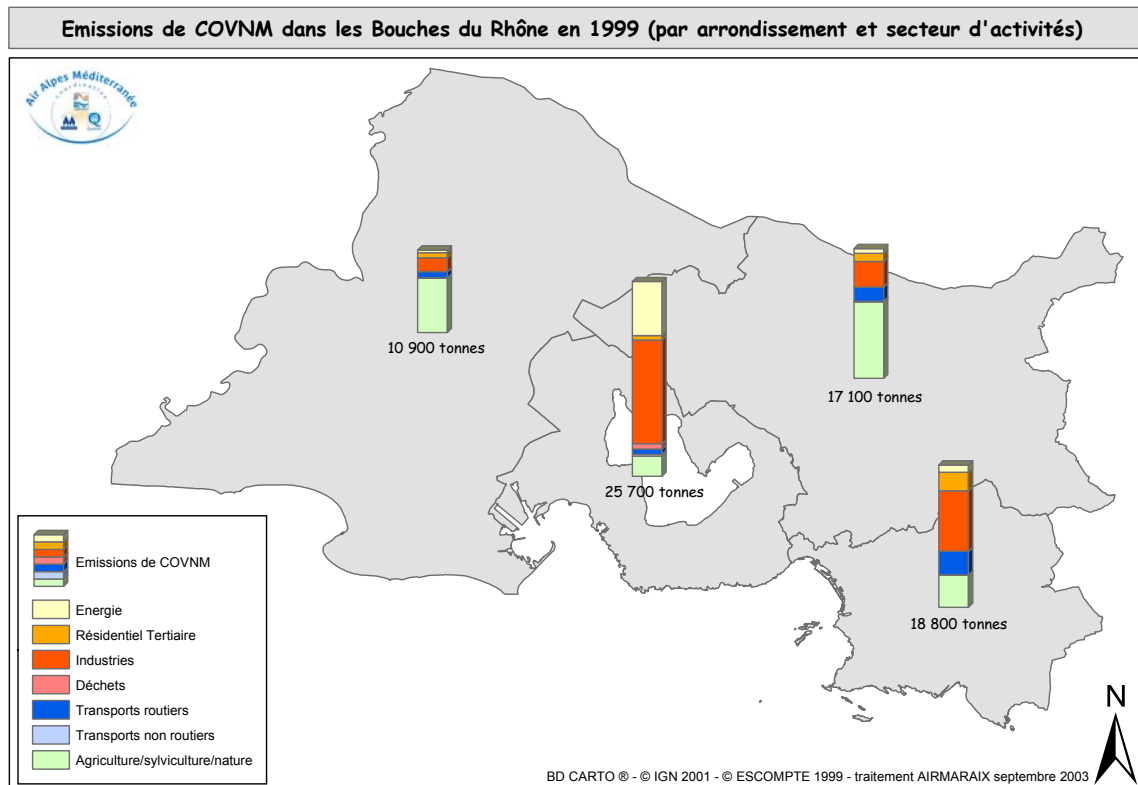 Emissions de COVNM dans les Bouches du Rhône en 1999 (par arrondissement et secteur d'activités)
Air Alpes Méditerranée
coordination
10 900 tonnes
17 100 tonnes
25 700 tonnes
18 800 tonnes
Emissions de COVNM
Energie
Résidentiel Tertiaire
Industries
Déchets
Transports routiers
Transports non routiers
Agriculture/sylviculture/nature
N
BD CARTO ® - © IGN 2001 - © ESCOMPTE 1999 - traitement AIRMARAIX septembre 2003